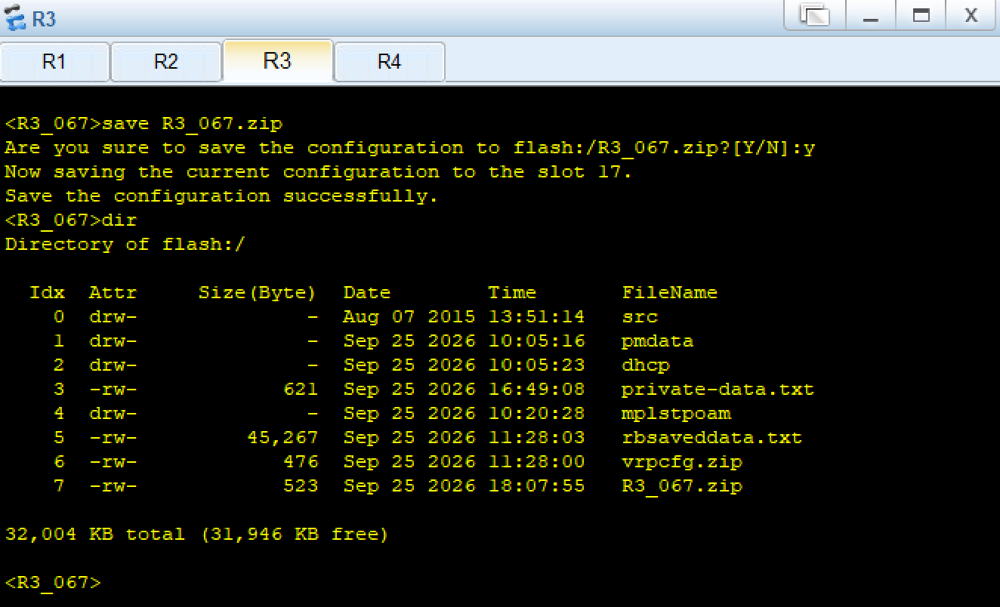 R3
R1 R2 R3 R4
<R3_067>save R3_067.zip
Are you sure to save the configuration to flash:/R3_067.zip?[Y/N]:y
Now saving the current configuration to the slot 17.
Save the configuration successfully.
<R3_067>dir
Directory of flash:/
Idx Attr Size(Byte) Date Time FileName
0 drw- - Aug 07 2015 13:51:14 src
1 drw- - Sep 25 2026 10:05:16 pmdata
2 drw- - Sep 25 2026 10:05:23 dhcp
3 -rw- 621 Sep 25 2026 16:49:08 private-data.txt
4 drw- - Sep 25 2026 10:20:28 mplstpoam
5 -rw- 45,267 Sep 25 2026 11:28:03 rbsaveddata.txt
6 -rw- 476 Sep 25 2026 11:28:00 vrpcfg.zip
7 -rw- 523 Sep 25 2026 18:07:55 R3_067.zip
32,004 KB total (31,946 KB free)
<R3_067>